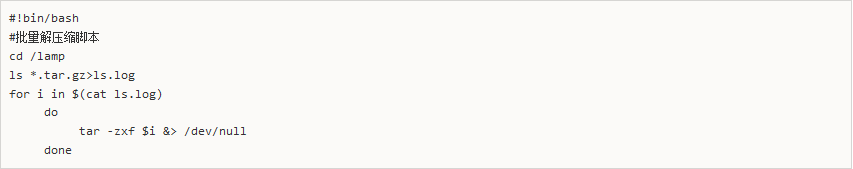 #!bin/bash
#批量解压缩脚本
cd /lamp
ls *.tar.gz>ls.log
for i in $(cat ls.log)
do
tar -zxf $i &> /dev/null
done